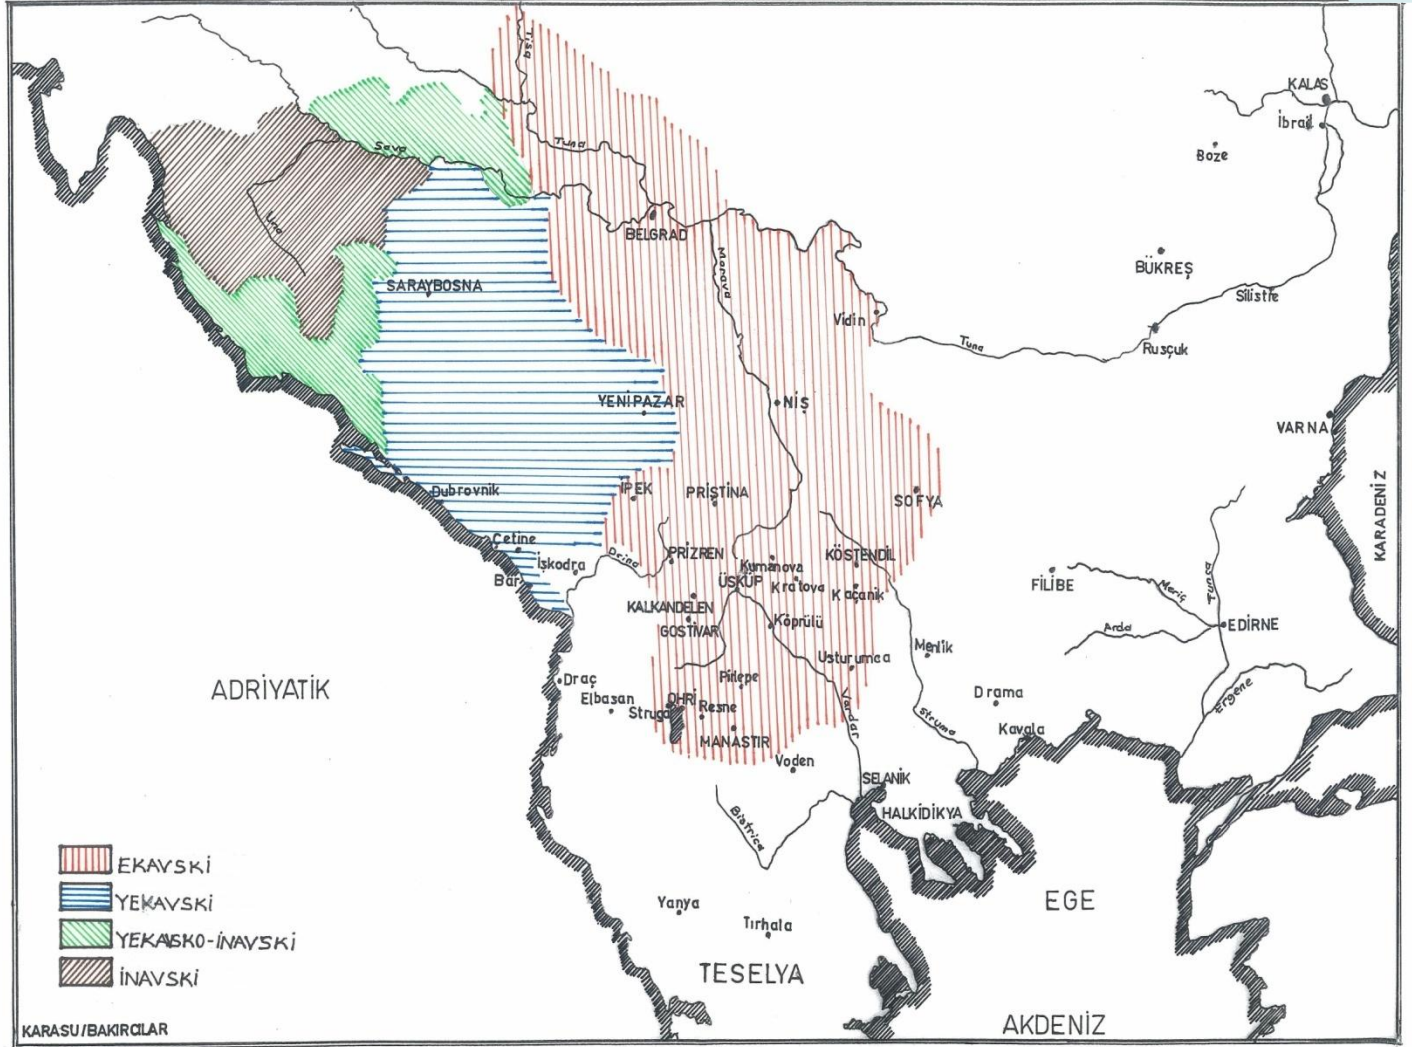 Tisa
KALAS
İbrail
Boze
Tuna
Sava
Una
BELGRAD
Morava
BÜKREŞ
Silistre
SARAYBOSNA
Vidin
Tuna
Rusçuk
YENİPAZAR
NİŞ
VARNA
KARADENİZ
Dubrovnik
İPEK
PRİŞTİNA
SOFYA
Çetine
İşkodra
Bar
Drina
PRİZREN
Kumanova
KÖSTENDİL
ÜSKÜP
Kratova
Kaçanik
FİLİBE
Meriç
Tunca
KALKANDELEN
GOSTİVAR
Köprülü
Arda
EDİRNE
Usturumca
Menlik
ADRİYATİK
Draç
Elbasan
Pirlepe
OHRİ
Struga
Resne
MANASTIR
Vardar
Struma
Drama
Kavala
Ergene
Voden
SELANİK
HALKİDİKYA
Bistrica
EKAVSKİ
YEKAVSKİ
YEKAVSKO-İNAVSKİ
İNAVSKİ
Yanya
Tırhala
EGE
TESELYA
AKDENİZ
KARASU/BAKIRCILAR